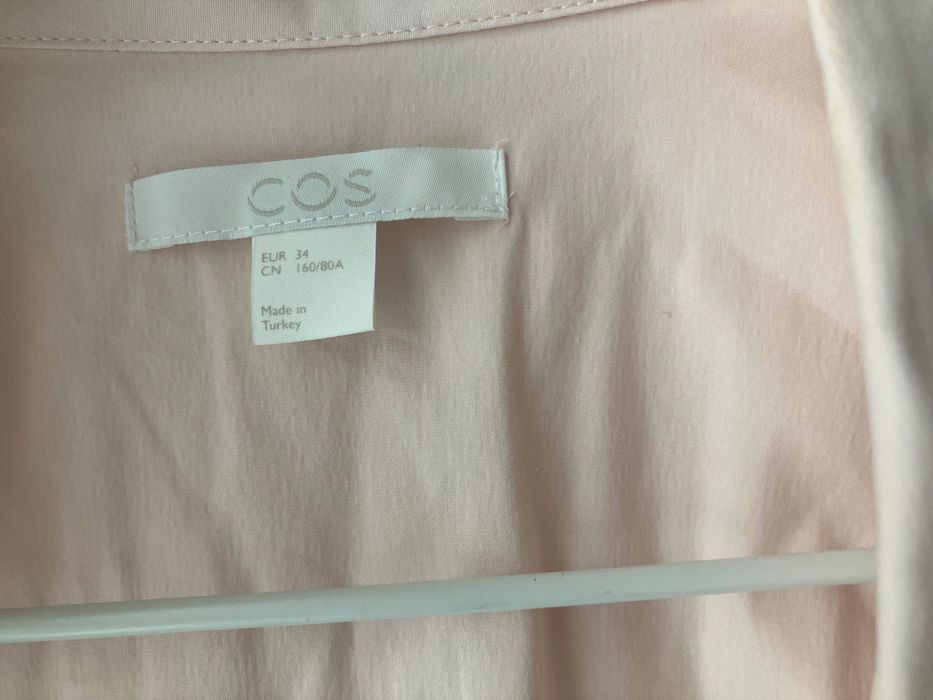 COS
EUR 34
CN 160/80A
Made in
Turkey